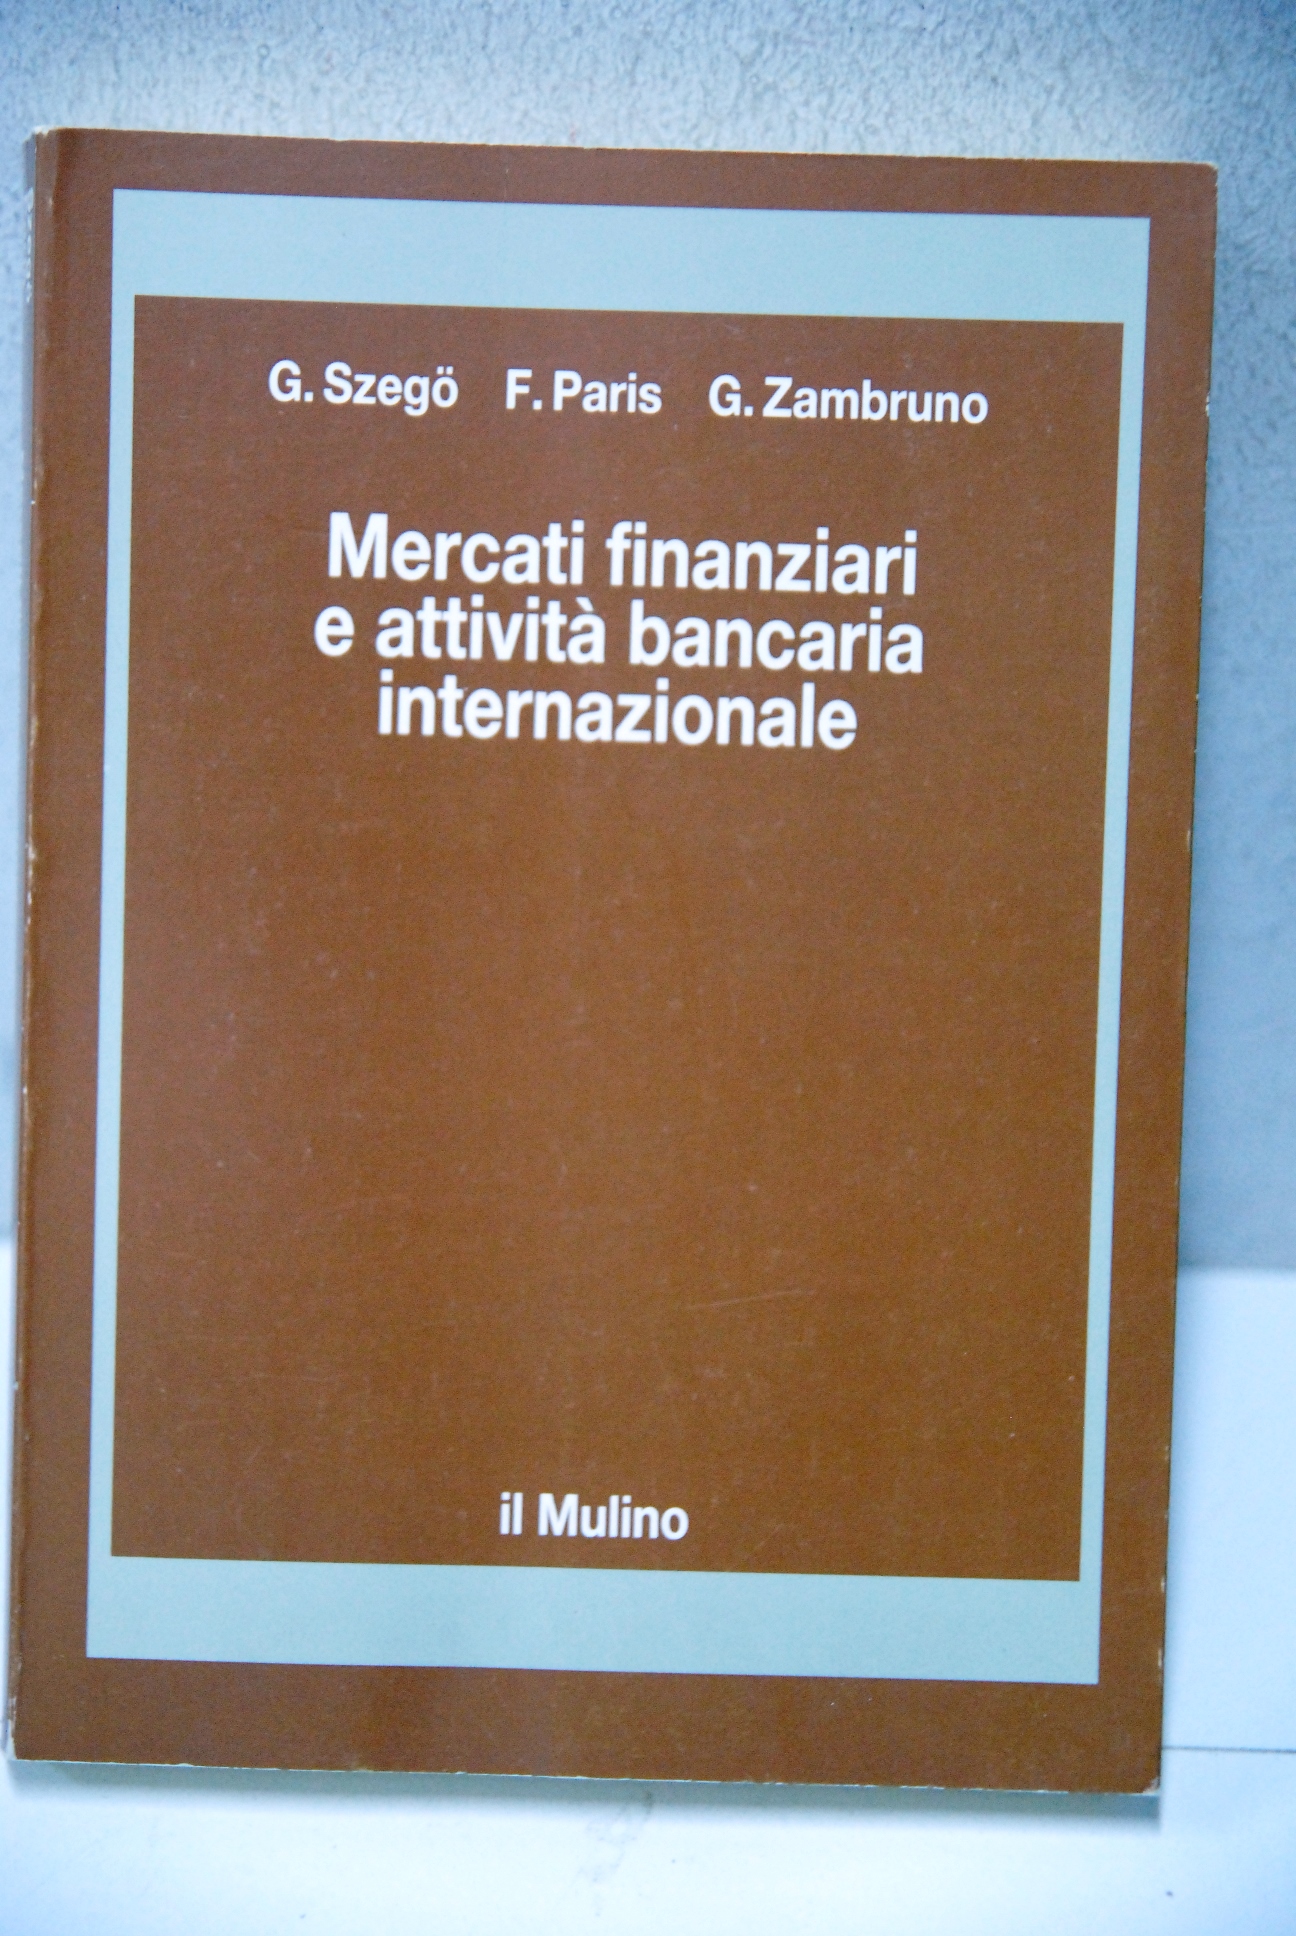 G. Szegö F. Paris G. Zambruno
Mercati finanziari
e attività bancaria
internazionale
il Mulino